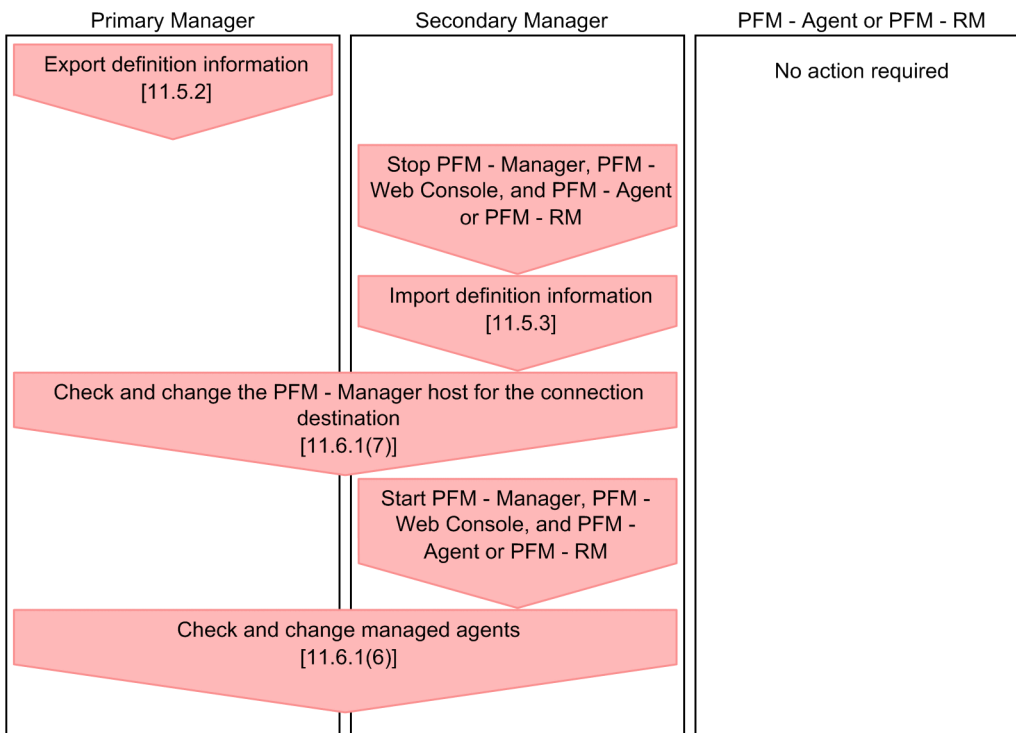 Primary Manager
Secondary Manager
PFM - Agent or PFM - RM
Export definition information
[11.5.2]
No action required
Stop PFM - Manager, PFM -
Web Console, and PFM - Agent
or PFM - RM
Import definition information
[11.5.3]
Check and change the PFM - Manager host for the connection
destination
[11.6.1(7)]
Start PFM - Manager, PFM -
Web Console, and PFM -
Agent or PFM - RM
Check and change managed agents
[11.6.1(6)]